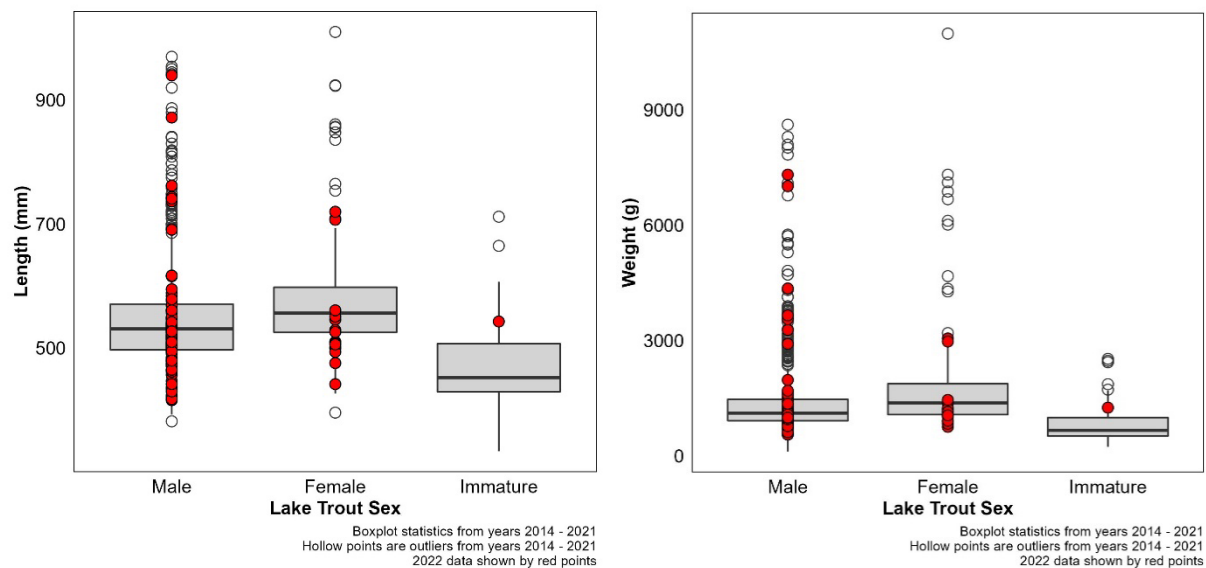 Length (mm)
900
700
500
Male Female Immature
Lake Trout Sex
Boxplot statistics from years 2014 - 2021
Hollow points are outliers from years 2014 - 2021
2022 data shown by red points
Weight (g)
9000
6000
3000
0
Male Female Immature
Lake Trout Sex
Boxplot statistics from years 2014 - 2021
Hollow points are outliers from years 2014 - 2021
2022 data shown by red points